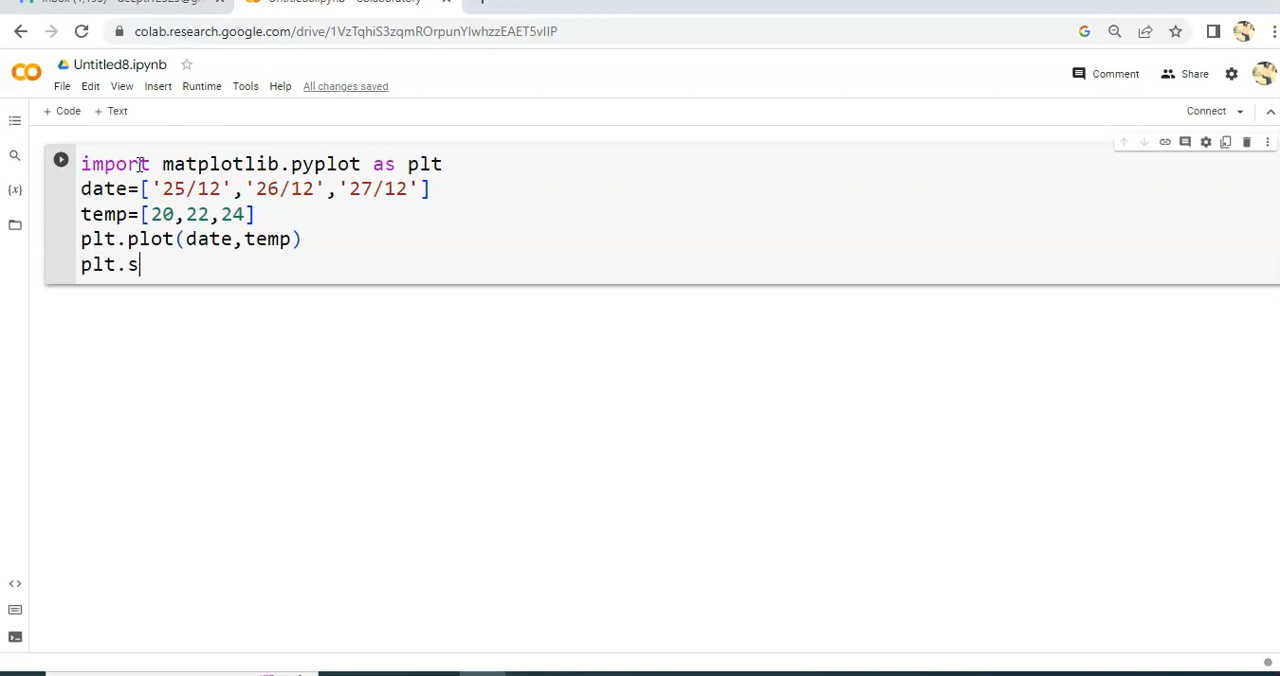 colab.research.google.com/drive/1VzTqhiS3zqmROrpunYlwhzzEAET5vIIP
Untitled8.ipynb
File Edit View Insert Runtime Tools Help All changes saved
Comment Share
+ Code + Text
Connect
import matplotlib.pyplot as plt
date=['25/12','26/12','27/12']
temp=[20,22,24]
plt.plot(date,temp)
plt.s